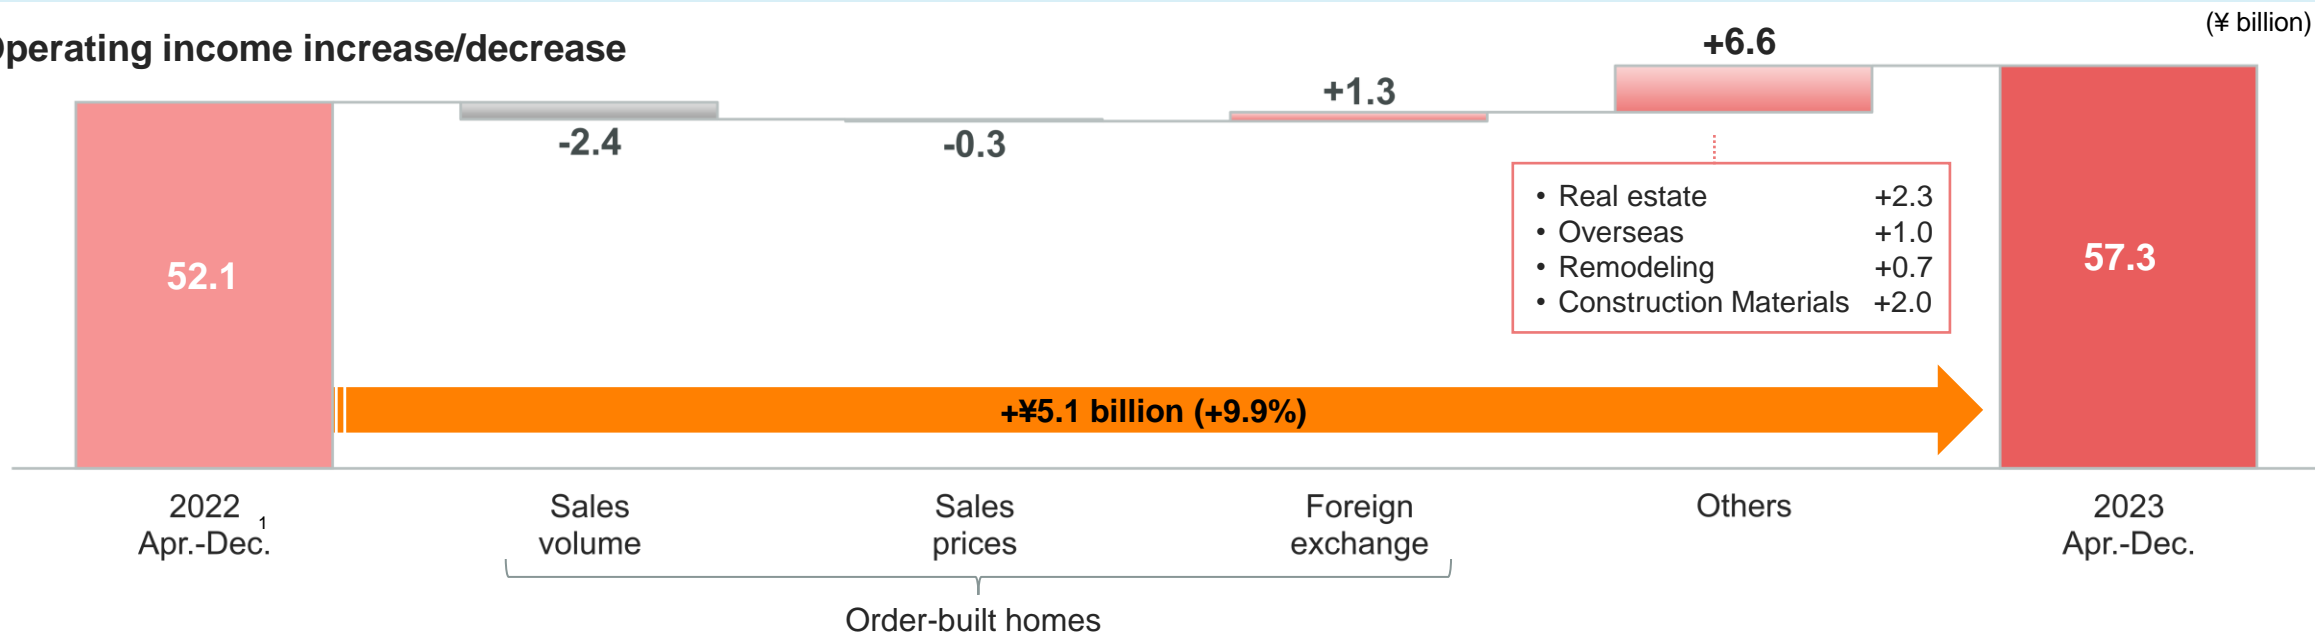 (¥ billion)
Operating income increase/decrease
+6.6
+1.3
-2.4
-0.3
• Real estate +2.3
• Overseas +1.0
• Remodeling +0.7
• Construction Materials +2.0
52.1
57.3
+¥5.1 billion (+9.9%)
2022
Apr.-Dec. 1
Sales
volume
Sales
prices
Foreign
exchange
Others
2023
Apr.-Dec.
Order-built homes